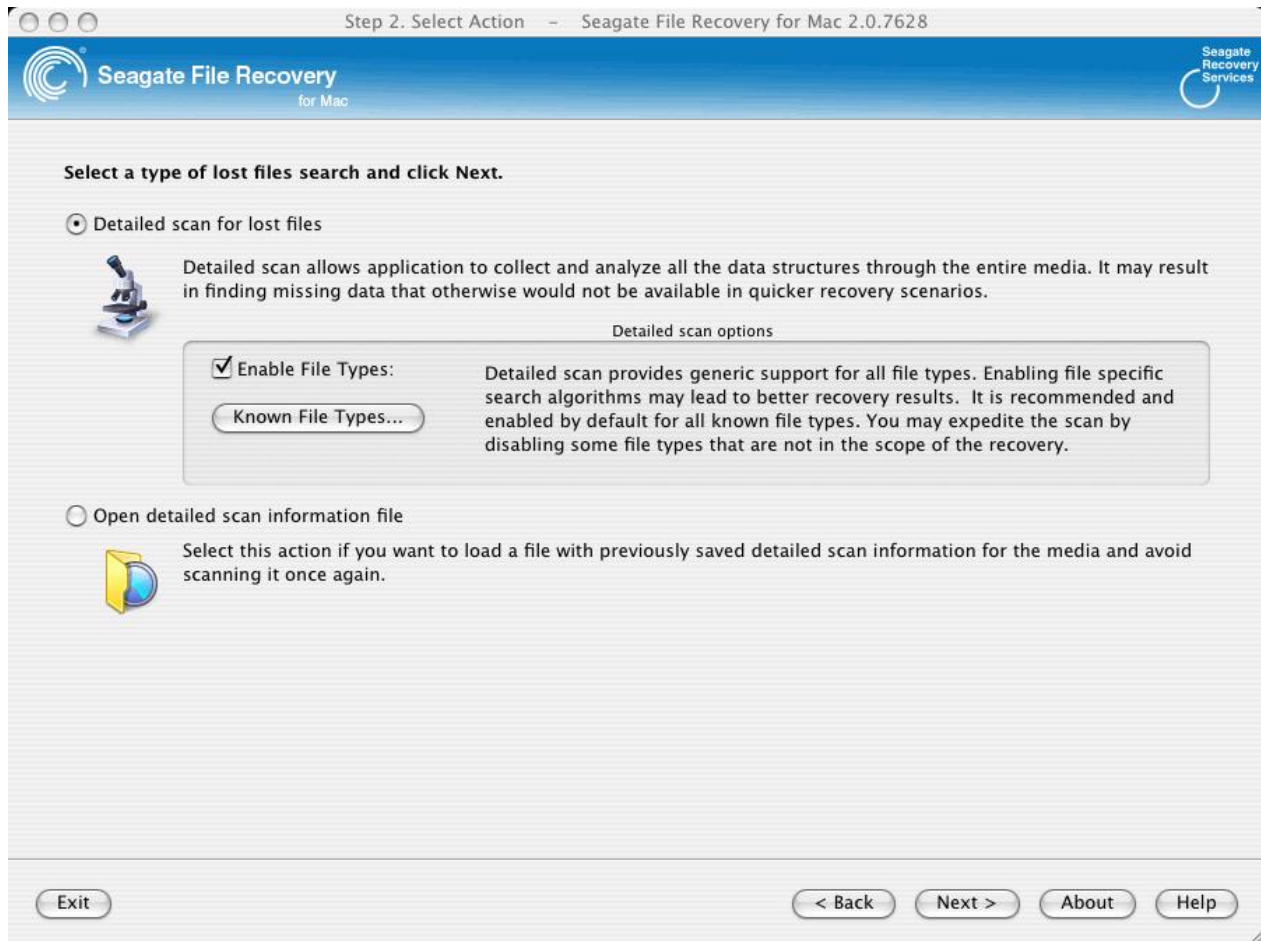 Step 2. Select Action – Seagate File Recovery for Mac 2.0.7628
Seagate File Recovery
for Mac
Seagate
Recovery
Services
Select a type of lost files search and click Next.
Detailed scan for lost files
Detailed scan allows application to collect and analyze all the data structures through the entire media. It may result
in finding missing data that otherwise would not be available in quicker recovery scenarios.
Detailed scan options
Enable File Types:
Known File Types...
Detailed scan provides generic support for all file types. Enabling file specific
search algorithms may lead to better recovery results.  It is recommended and
enabled by default for all known file types. You may expedite the scan by
disabling some file types that are not in the scope of the recovery.
Open detailed scan information file
Select this action if you want to load a file with previously saved detailed scan information for the media and avoid
scanning it once again.
Exit
< Back
Next >
About
Help